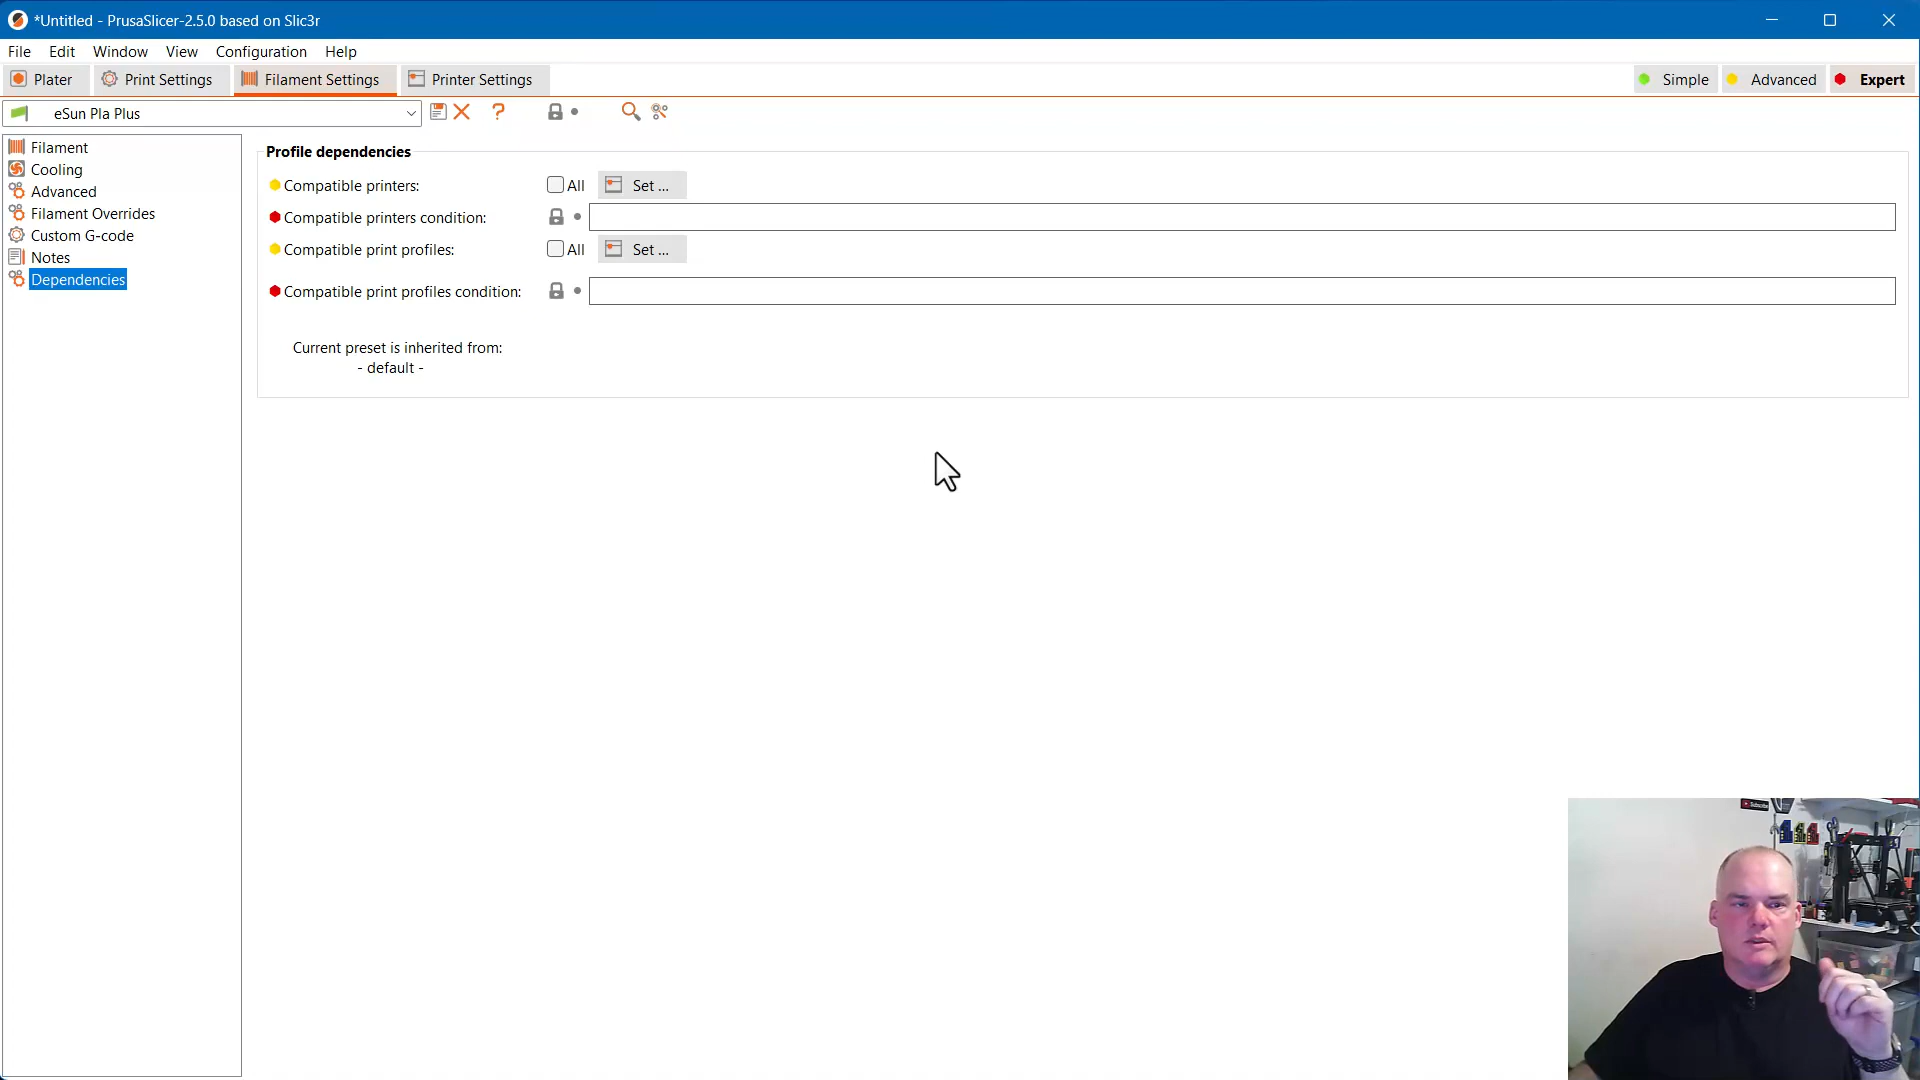 *Untitled - PrusaSlicer-2.5.0 based on Slic3r
File Edit Window View Configuration Help
Plater Print Settings Filament Settings Printer Settings Simple Advanced Expert
eSun Pla Plus
Filament
Cooling
Advanced
Filament Overrides
Custom G-code
Notes
Dependencies
Profile dependencies
Compatible printers: All Set ...
Compatible printers condition:
Compatible print profiles: All Set ...
Compatible print profiles condition:
Current preset is inherited from:
- default -
Subscribe